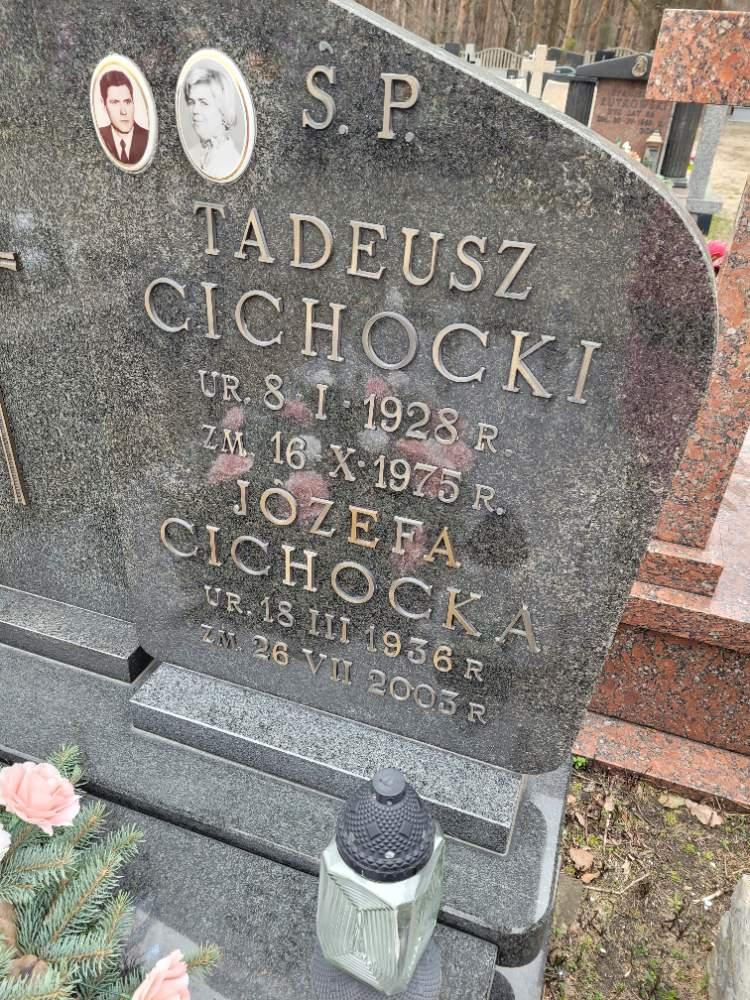 Ś. P.
TADEUSZ
CICHOCKI
UR. 8·I·1928 R.
ZM. 16·X·1975 R.
JÓZEFA
CICHOCKA
UR. 18 III 1936 R
ZM. 26 VII 2003 R